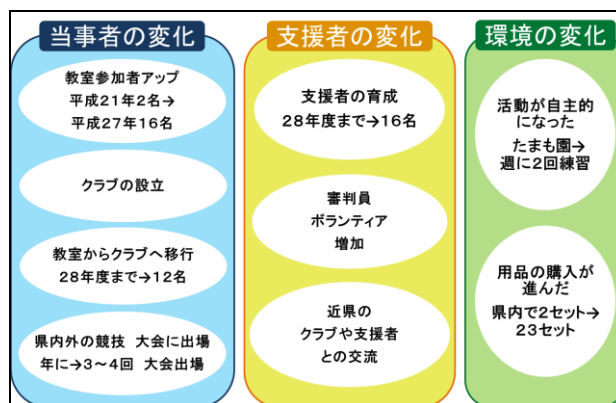 当事者の変化
教室参加者アップ
平成21年2名→
平成27年16名
クラブの設立
教室からクラブへ移行
28年度まで→12名
県内外の競技 大会に出場
年に→3～4回 大会出場
支援者の変化
支援者の育成
28年度まで→16名
審判員
ボランティア
増加
近県の
クラブや支援者
との交流
環境の変化
活動が自主的
になった
たまも園→
週に2回練習
用品の購入が
進んだ
県内で2セット→
23セット